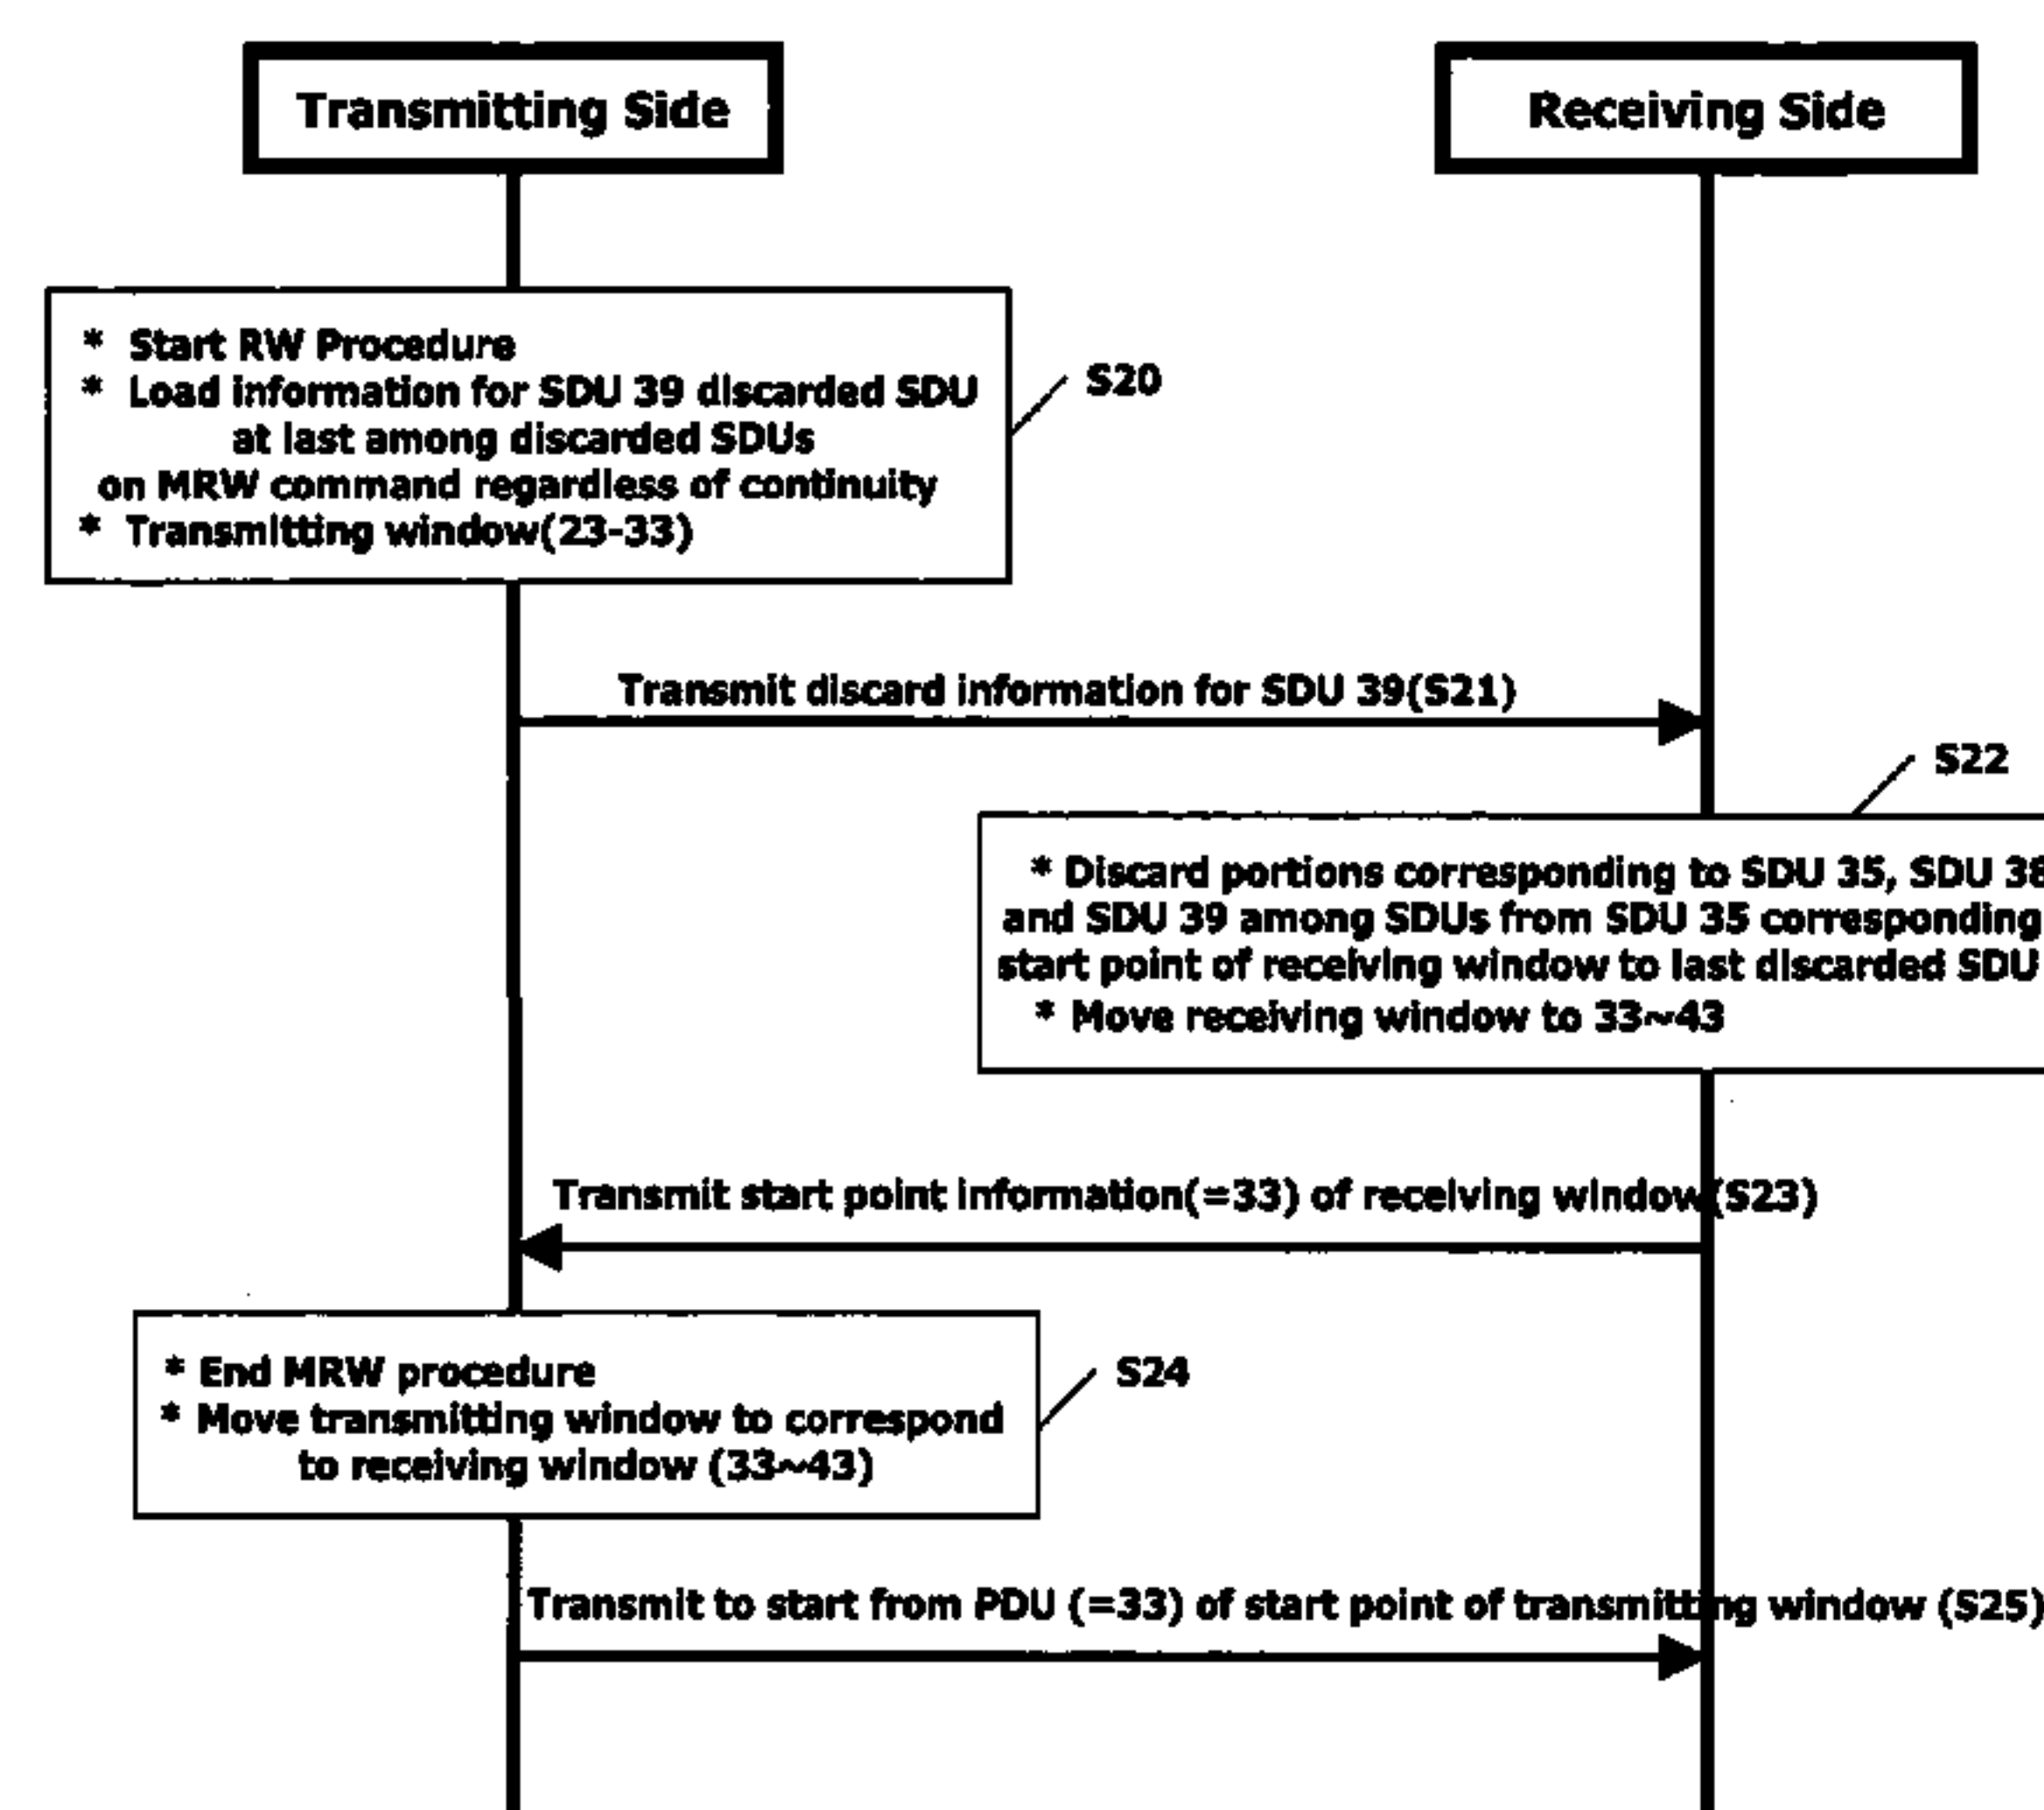 Transmitting Side
Receiving Side
* Start RW Procedure
* Load information for SDU 39 discarded SDU
at last among discarded SDUs
on MRW command regardless of continuity
* Transmitting window(23-33)
S20
Transmit discard information for SDU 39(S21)
S22
* Discard portions corresponding to SDU 35, SDU 38
and SDU 39 among SDUs from SDU 35 corresponding
start point of receiving window to last discarded SDU
* Move receiving window to 33~43
Transmit start point information(=33) of receiving window(S23)
* End MRW procedure
* Move transmitting window to correspond
to receiving window (33~43)
S24
Transmit to start from PDU (=33) of start point of transmitting window (S25)